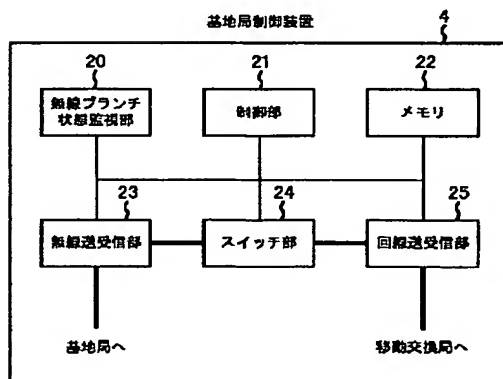 基地局制御装置
4
20
21
22
無線ブランチ
状態監視部
制御部
メモリ
23
24
25
無線送受信部
スイッチ部
回線送受信部
基地局へ
移動交換局へ